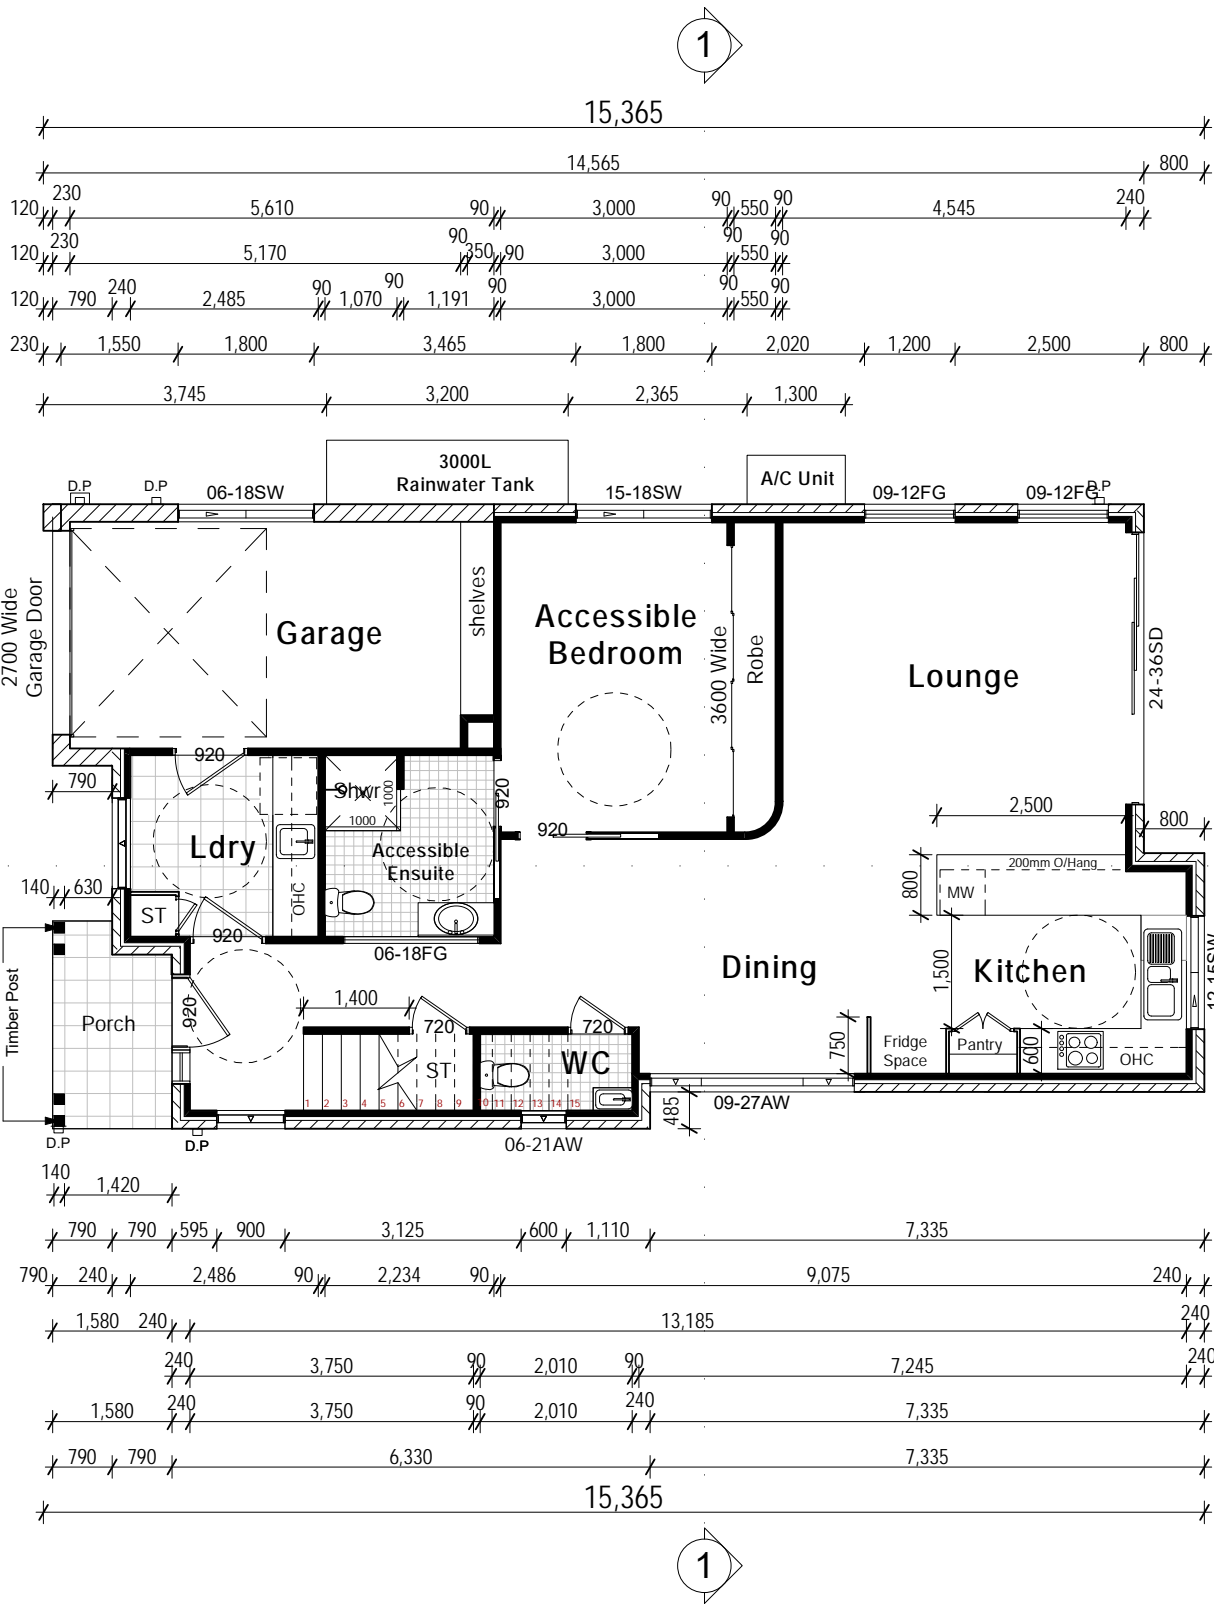 1
15,365
14,565 800
230
120 5,610 90 3,000 90 550 90 4,545 240
120 230 5,170 90 350 90 3,000 90 550 90
120 790 240 2,485 90 1,070 90 1,191 90 3,000 90 550 90
230 1,550 1,800 3,465 1,800 2,020 1,200 2,500 800
3,745 3,200 2,365 1,300
3000L
Rainwater Tank
A/C Unit
D.P D.P 06-18SW 15-18SW 09-12FG 09-12FG D.P
2700 Wide
Garage Door
Garage
shelves
Accessible
Bedroom
3600 Wide
Robe
Lounge
24-36SD
920
790
Shwr
1000
1000
920
920
2,500
800
Ldry
Accessible
Ensuite
OHC
800
200mm O/Hang
MW
140 630
ST
920
06-18FG
Timber Post
Porch
920
1,400
Dining
1,500
Kitchen
720
720
ST
WC
750
Fridge
Space
Pantry
600
OHC
1 2 3 4 5 6 7 8 9 10 11 12 13 14 15
09-27AW
485
D.P
D.P
06-21AW
140
1,420
790 790 595 900 3,125 600 1,110 7,335
790 240 2,486 90 2,234 90 9,075 240
1,580 240 13,185 240
240 3,750 90 2,010 90 7,245 240
1,580 240 3,750 90 2,010 240 7,335
790 790 6,330 7,335
15,365
1